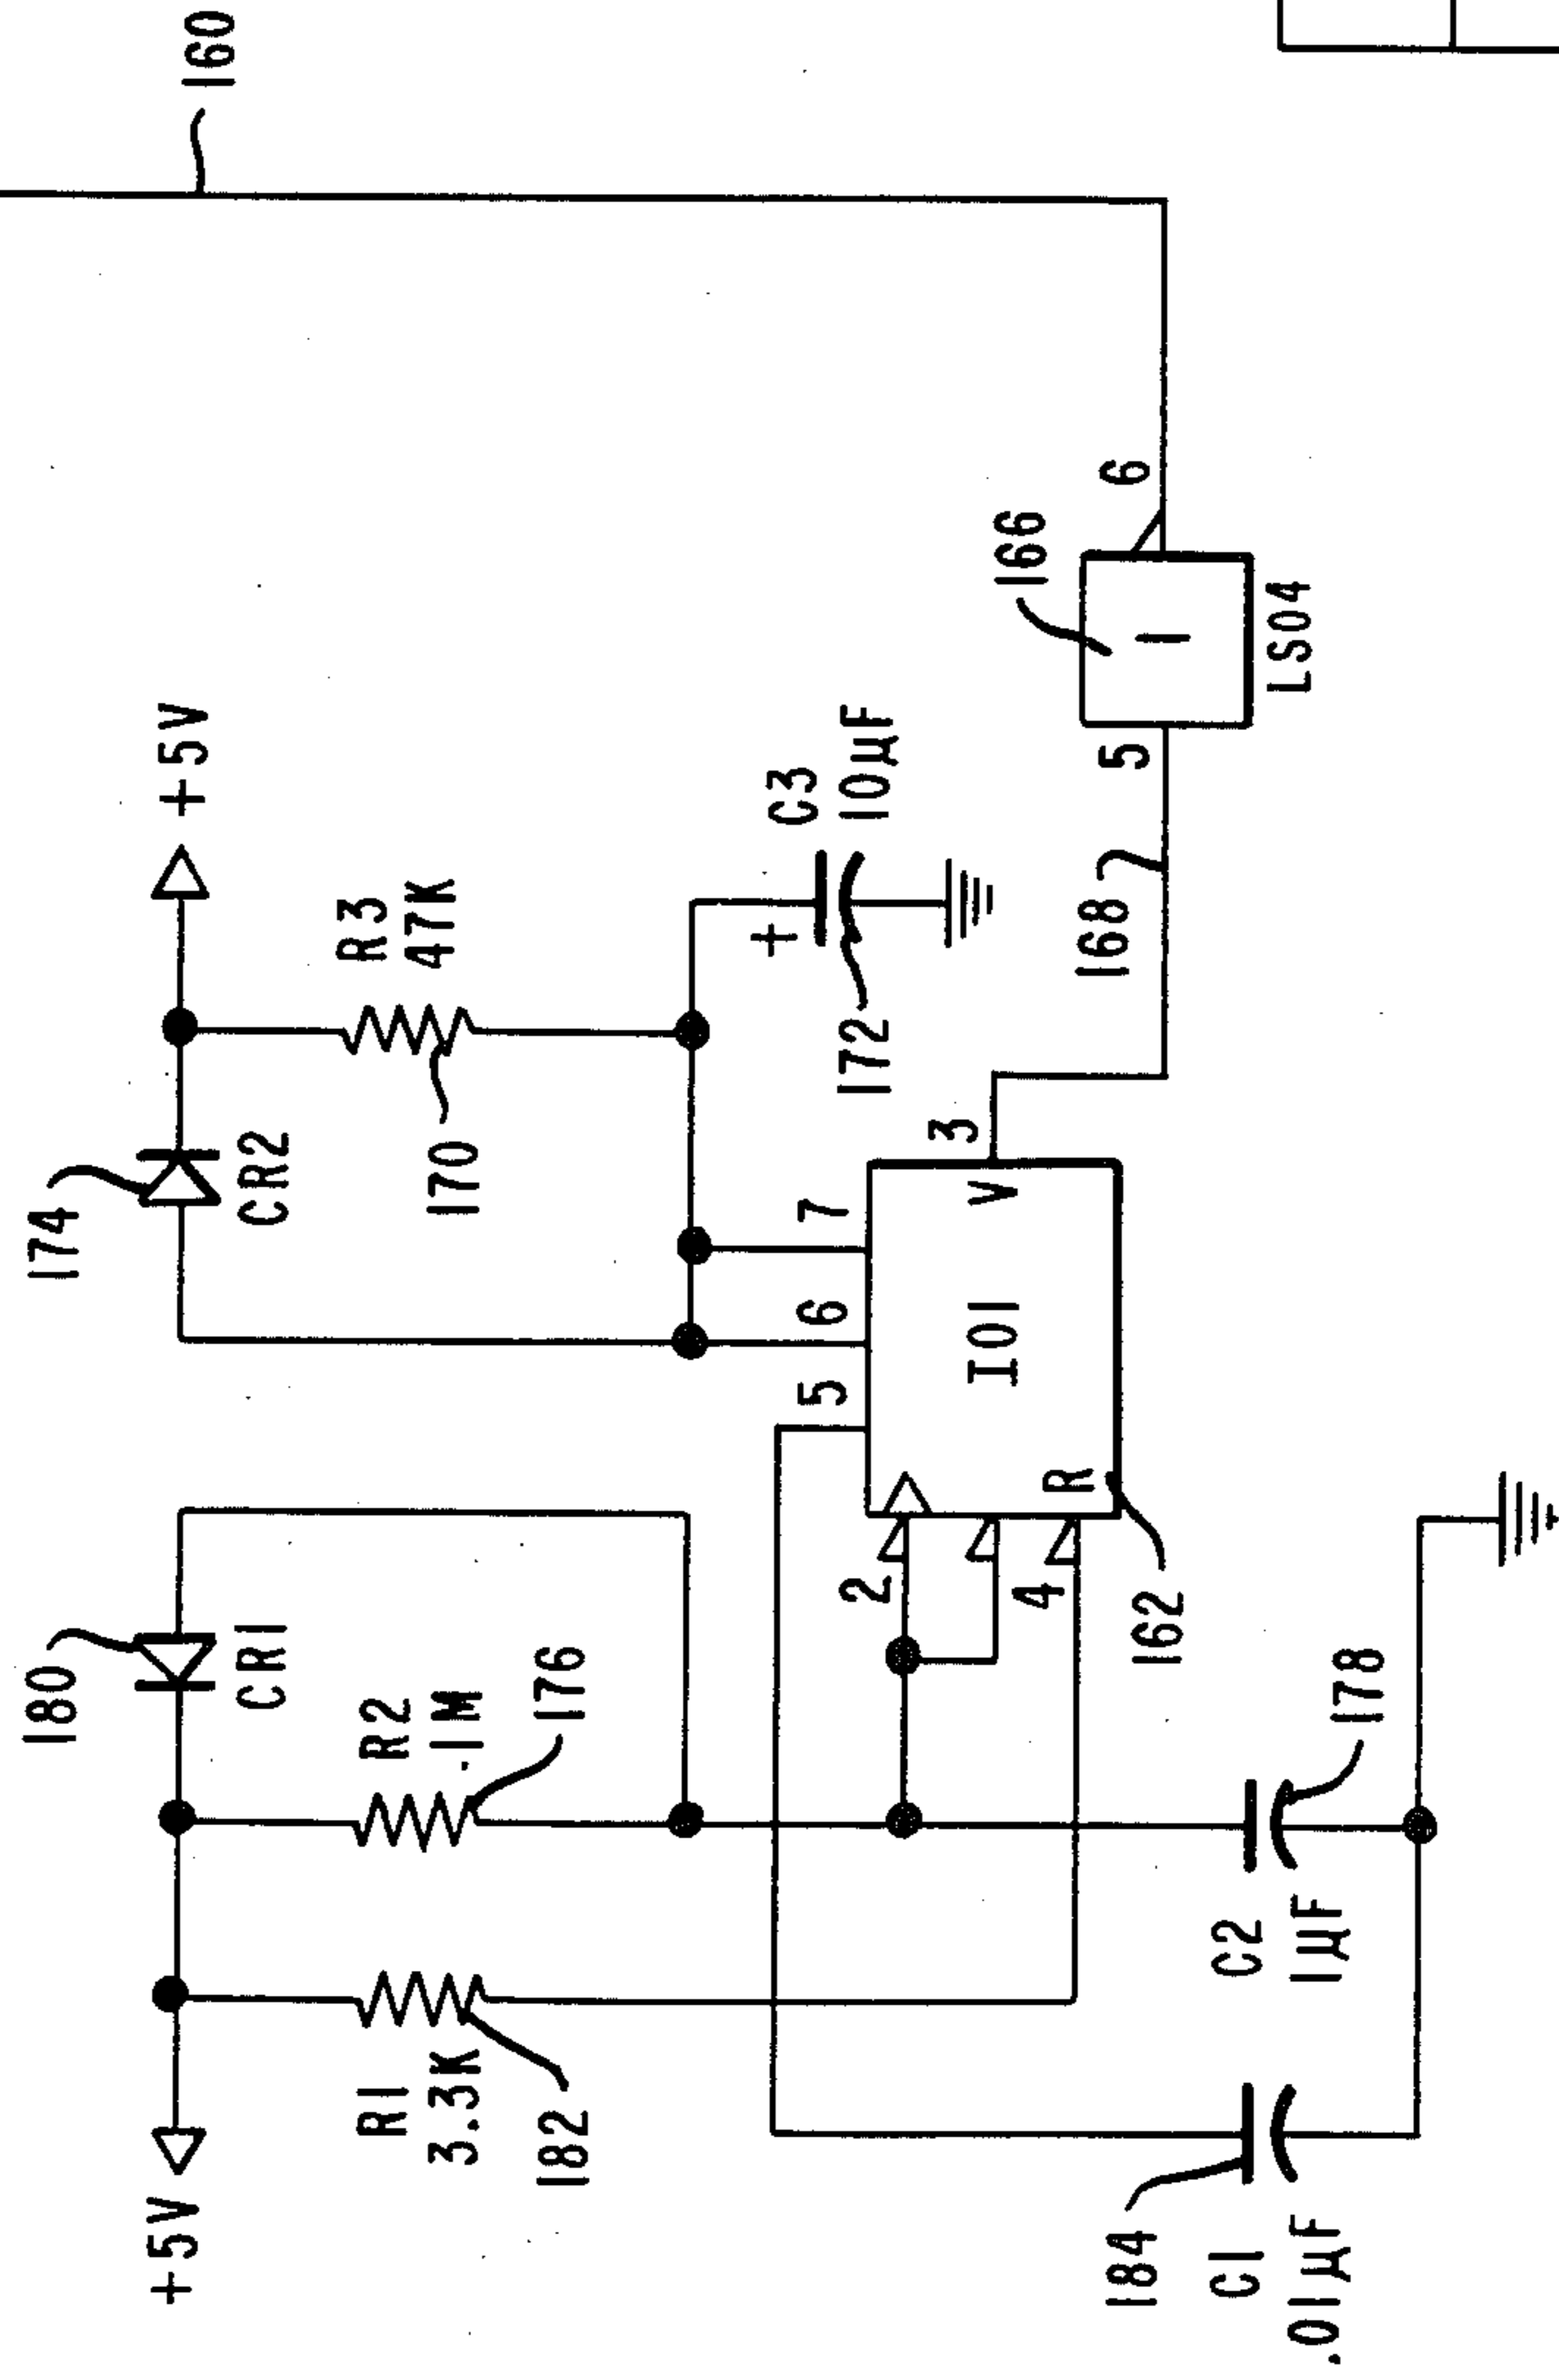 +5V
180
CR1
174
CR2
+5V
160
R1
3.3K
182
R2
.1M
176
R3
47K
170
C3
+
10µF
172
5
6
7
2
4
R
I01
V
3
162
168
5
166
I
6
LS04
184
C1
.01µF
C2
1µF
178